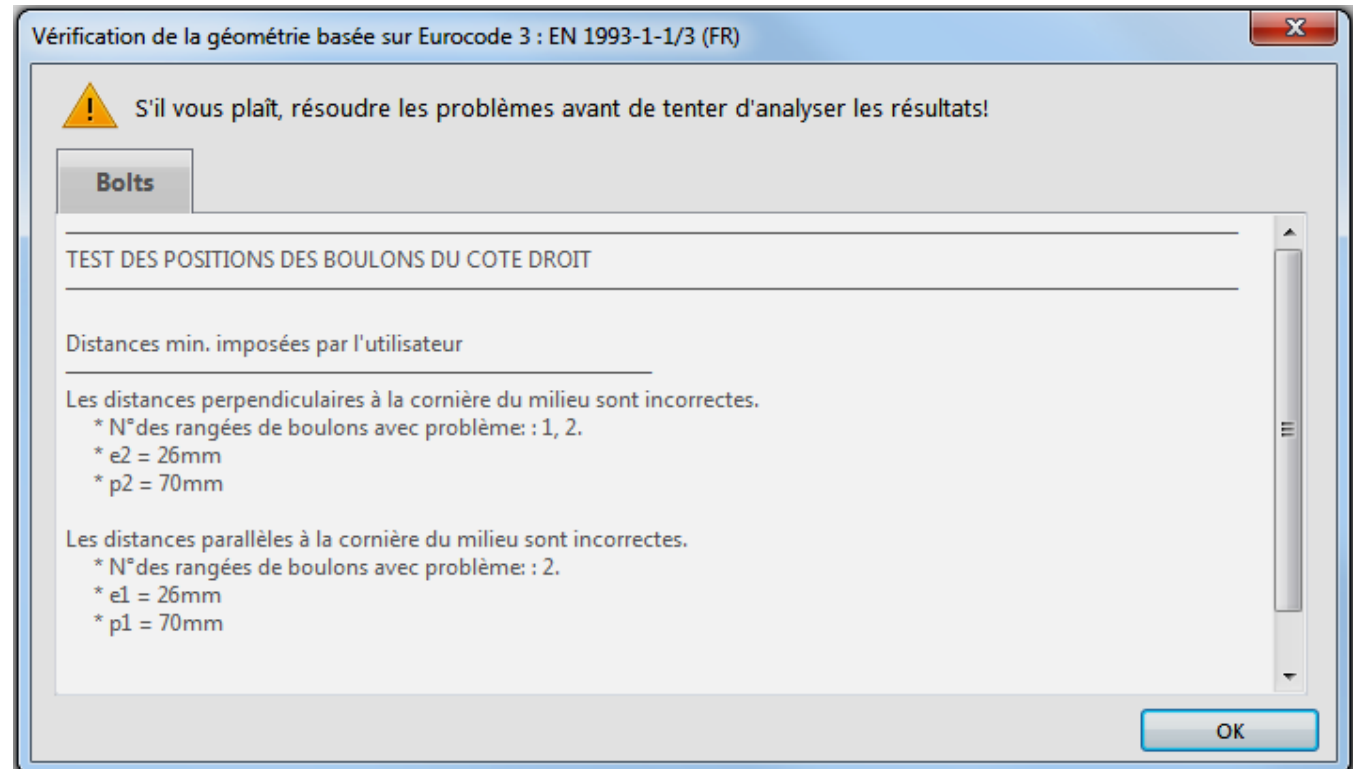 Vérification de la géométrie basée sur Eurocode 3 : EN 1993-1-1/3 (FR)
S'il vous plaît, résoudre les problèmes avant de tenter d'analyser les résultats!
Bolts
TEST DES POSITIONS DES BOULONS DU COTE DROIT
Distances min. imposées par l'utilisateur
Les distances perpendiculaires à la cornière du milieu sont incorrectes.
* N°des rangées de boulons avec problème: : 1, 2.
* e2 = 26mm
* p2 = 70mm
Les distances parallèles à la cornière du milieu sont incorrectes.
* N°des rangées de boulons avec problème: : 2.
* e1 = 26mm
* p1 = 70mm
OK